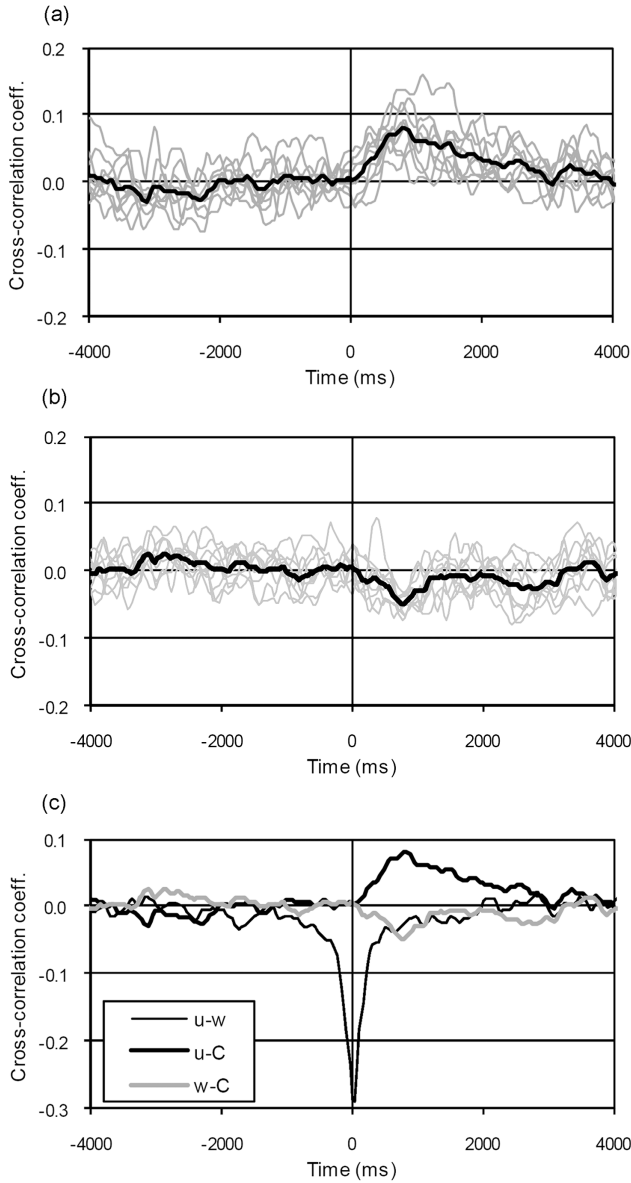 (a)
0.2
0.1
0.0
-0.1
-0.2
Cross-correlation coeff.
-4000 -2000 0 2000 4000
Time (ms)
(b)
0.2
0.1
0.0
-0.1
-0.2
Cross-correlation coeff.
-4000 -2000 0 2000 4000
Time (ms)
(c)
0.1
0.0
-0.1
-0.2
-0.3
Cross-correlation coeff.
u-w
u-C
w-C
-4000 -2000 0 2000 4000
Time (ms)